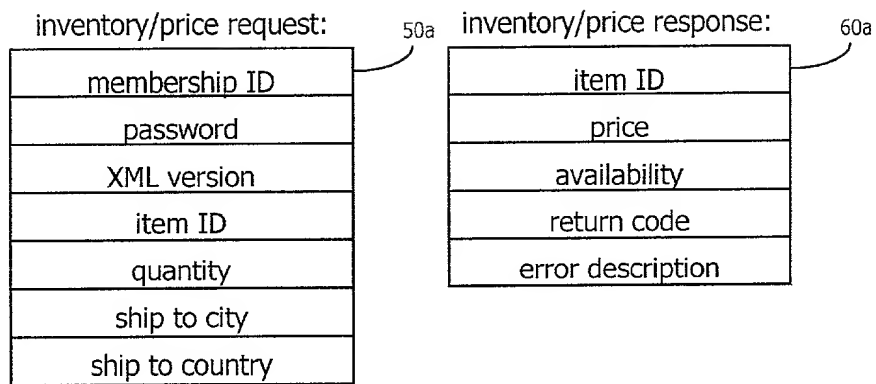 inventory/price request:
50a
membership ID
password
XML version
item ID
quantity
ship to city
ship to country
inventory/price response:
60a
item ID
price
availability
return code
error description